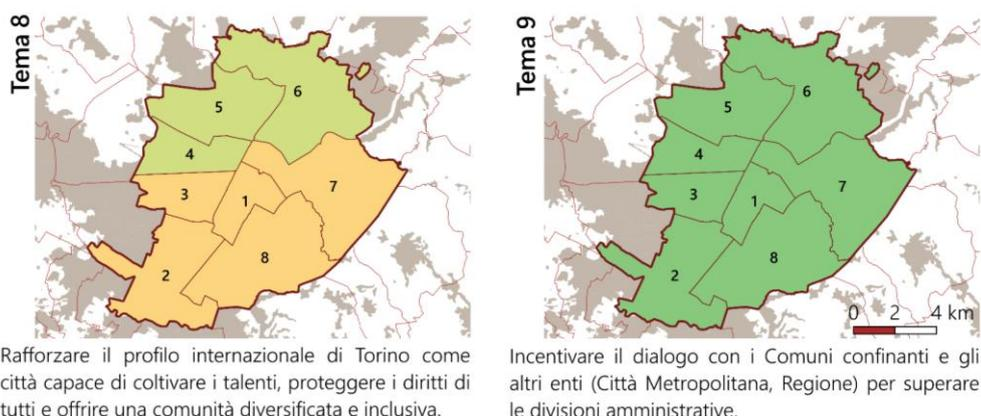 Tema 8
5
6
4
3
1
7
2
8
Rafforzare il profilo internazionale di Torino come
città capace di coltivare i talenti, proteggere i diritti di
tutti e offrire una comunità diversificata e inclusiva.
Tema 9
5
6
4
3
1
7
2
8
0 2 4 km
Incentivare il dialogo con i Comuni confinanti e gli
altri enti (Città Metropolitana, Regione) per superare
le divisioni amministrative.